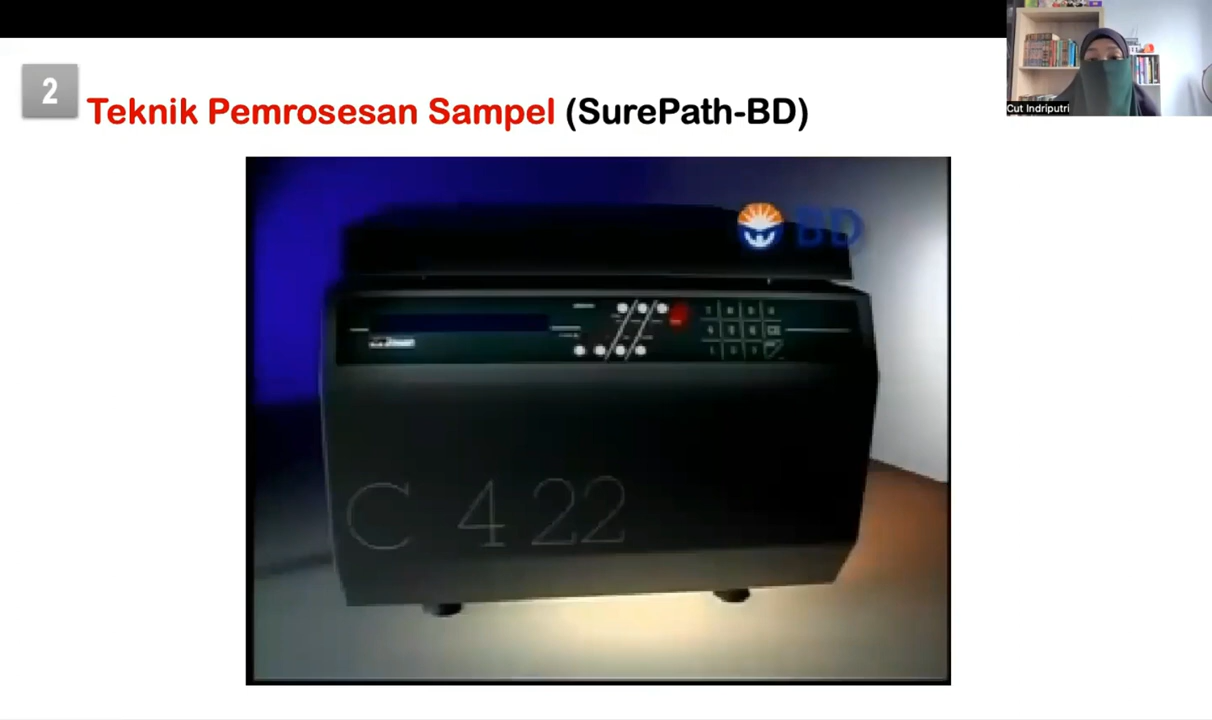 2
Teknik Pemrosesan Sampel (SurePath-BD)
Cut Indriputri
BD
C 422